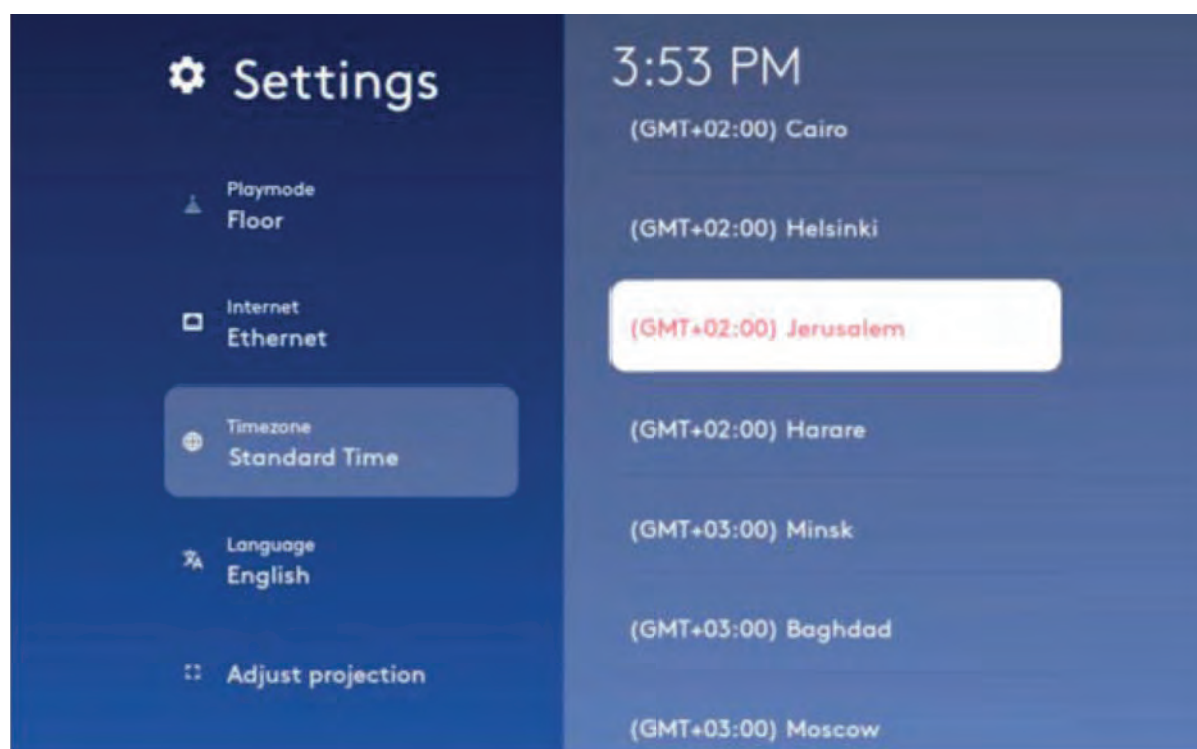 Settings
Playmode
Floor
Internet
Ethernet
Timezone
Standard Time
Language
English
Adjust projection
3:53 PM
(GMT+02:00) Cairo
(GMT+02:00) Helsinki
(GMT+02:00) Jerusalem
(GMT+02:00) Harare
(GMT+03:00) Minsk
(GMT+03:00) Baghdad
(GMT+03:00) Moscow